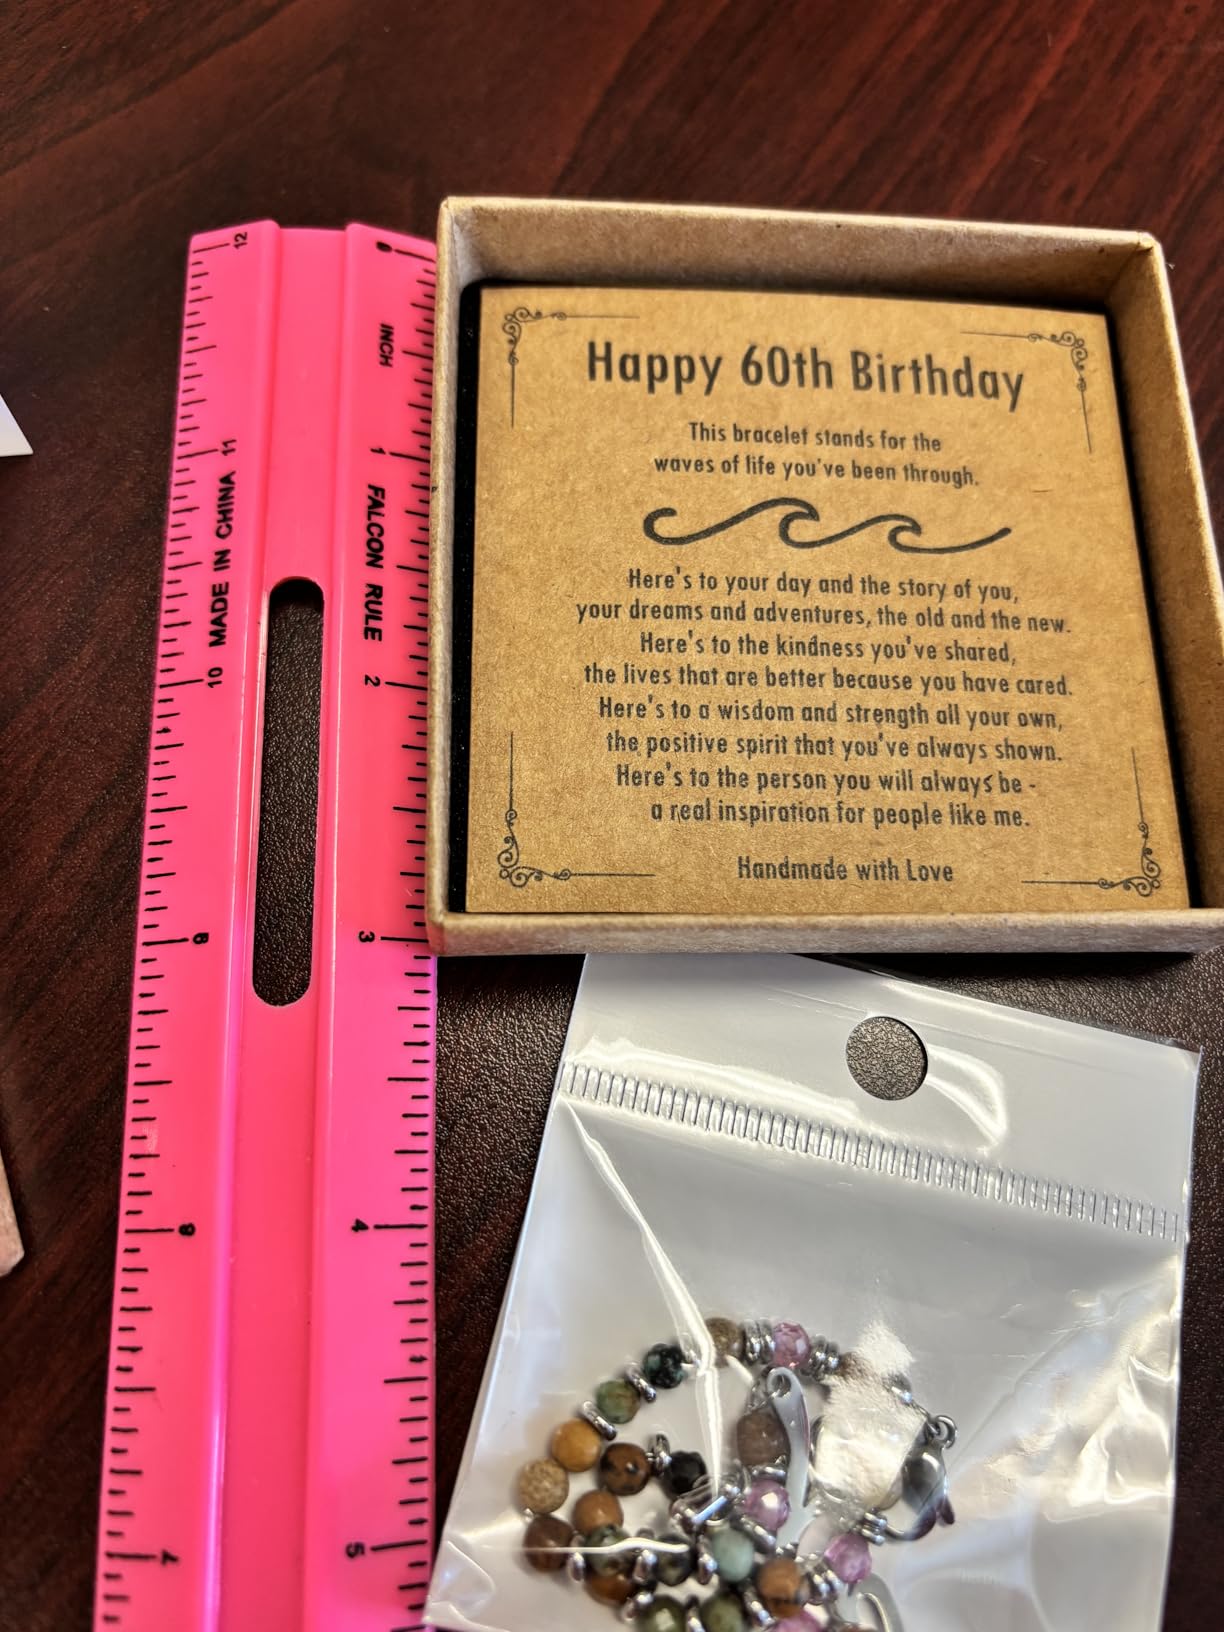 12
11
MADE IN CHINA
10
9
8
7
0
INCH
1
FALCON RULE
2
3
4
5
Happy 60th Birthday
This bracelet stands for the
waves of life you've been through.
Here's to your day and the story of you,
your dreams and adventures, the old and the new.
Here's to the kindness you've shared,
the lives that are better because you have cared.
Here's to a wisdom and strength all your own,
the positive spirit that you've always shown.
Here's to the person you will always be -
a real inspiration for people like me.
Handmade with Love